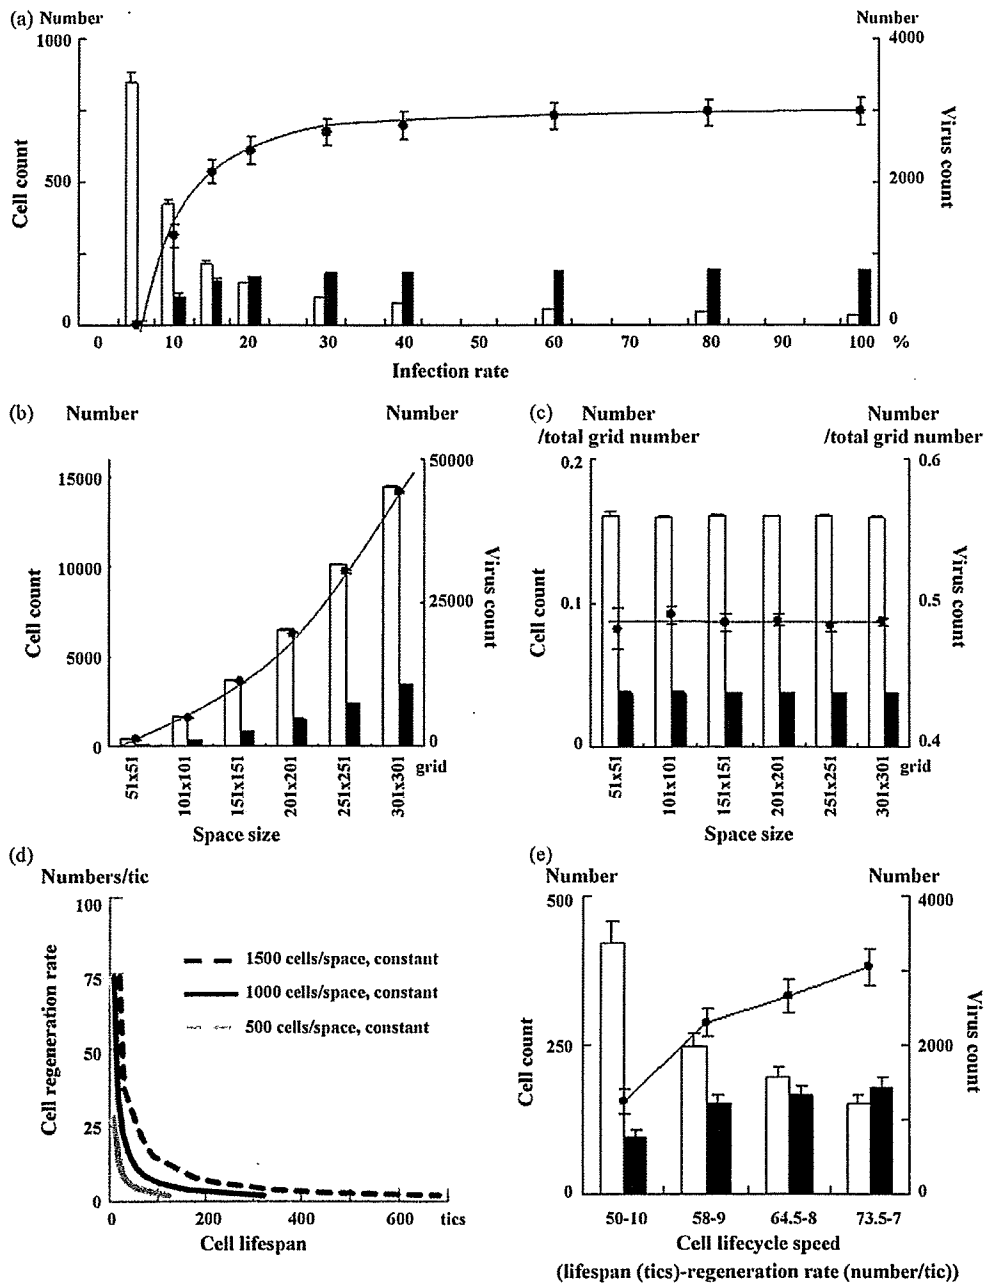 (a) Number Number
1000 4000
Cell count
Virus count
500 2000
0 0
0 10 20 30 40 60 70 80 90 100 %
Infection rate
(b) Number Number
15000 50000
10000
Cell count
Virus count
25000
5000
0 0
51x51 101x101 151x151 201x201 251x251 301x301 grid
Space size
(c) Number Number
/total grid number /total grid number
0.2 0.6
Cell count
Virus count
0.1 0.5
0 0.4
51x51 101x101 151x151 201x201 251x251 301x301 grid
Space size
(d)
Numbers/tic
100
Cell regeneration rate
75
1500 cells/space, constant
1000 cells/space, constant
500 cells/space, constant
50
25
0
0 200 400 600 tics
Cell lifespan
(e)
Number Number
500 4000
Cell count
Virus count
250 2000
0 0
50-10 58-9 64.5-8 73.5-7
Cell lifecycle speed
(lifespan (tics)-regeneration rate (number/tic))